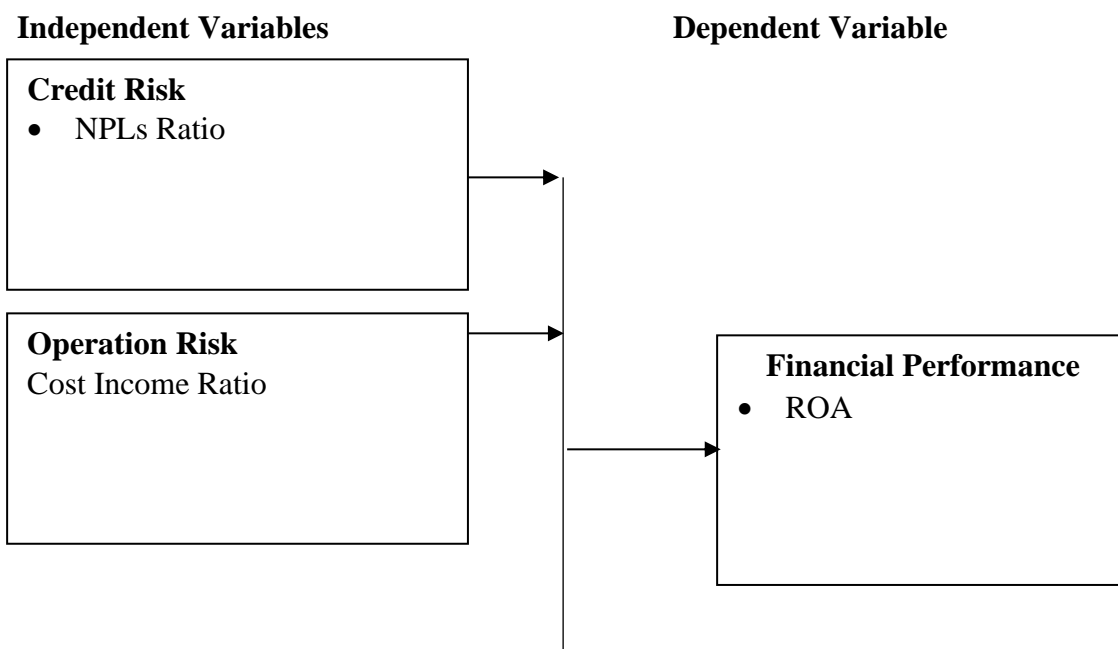 Independent Variables
Dependent Variable
Credit Risk
• NPLs Ratio
Operation Risk
Cost Income Ratio
Financial Performance
• ROA